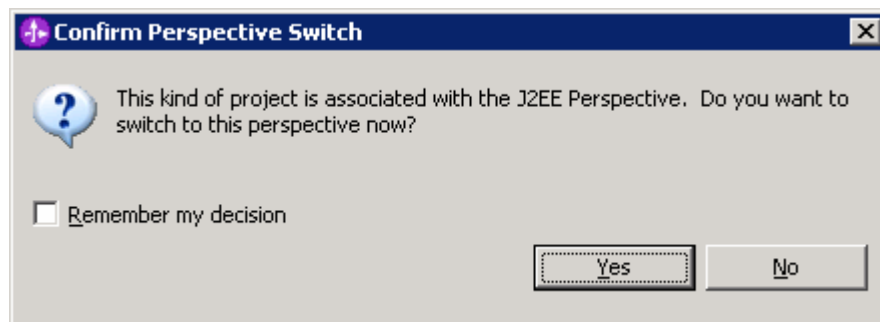 Confirm Perspective Switch
This kind of project is associated with the J2EE Perspective.  Do you want to
switch to this perspective now?
Remember my decision
Yes No